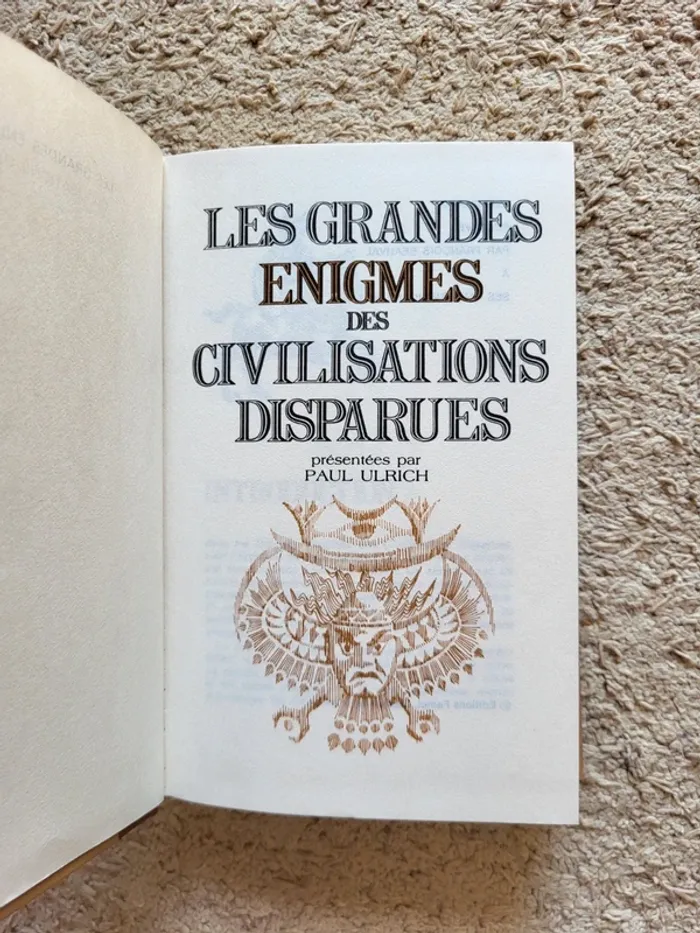 LES GRANDES
ENIGMES
DES
CIVILISATIONS
DISPARUES
présentées par
PAUL ULRICH